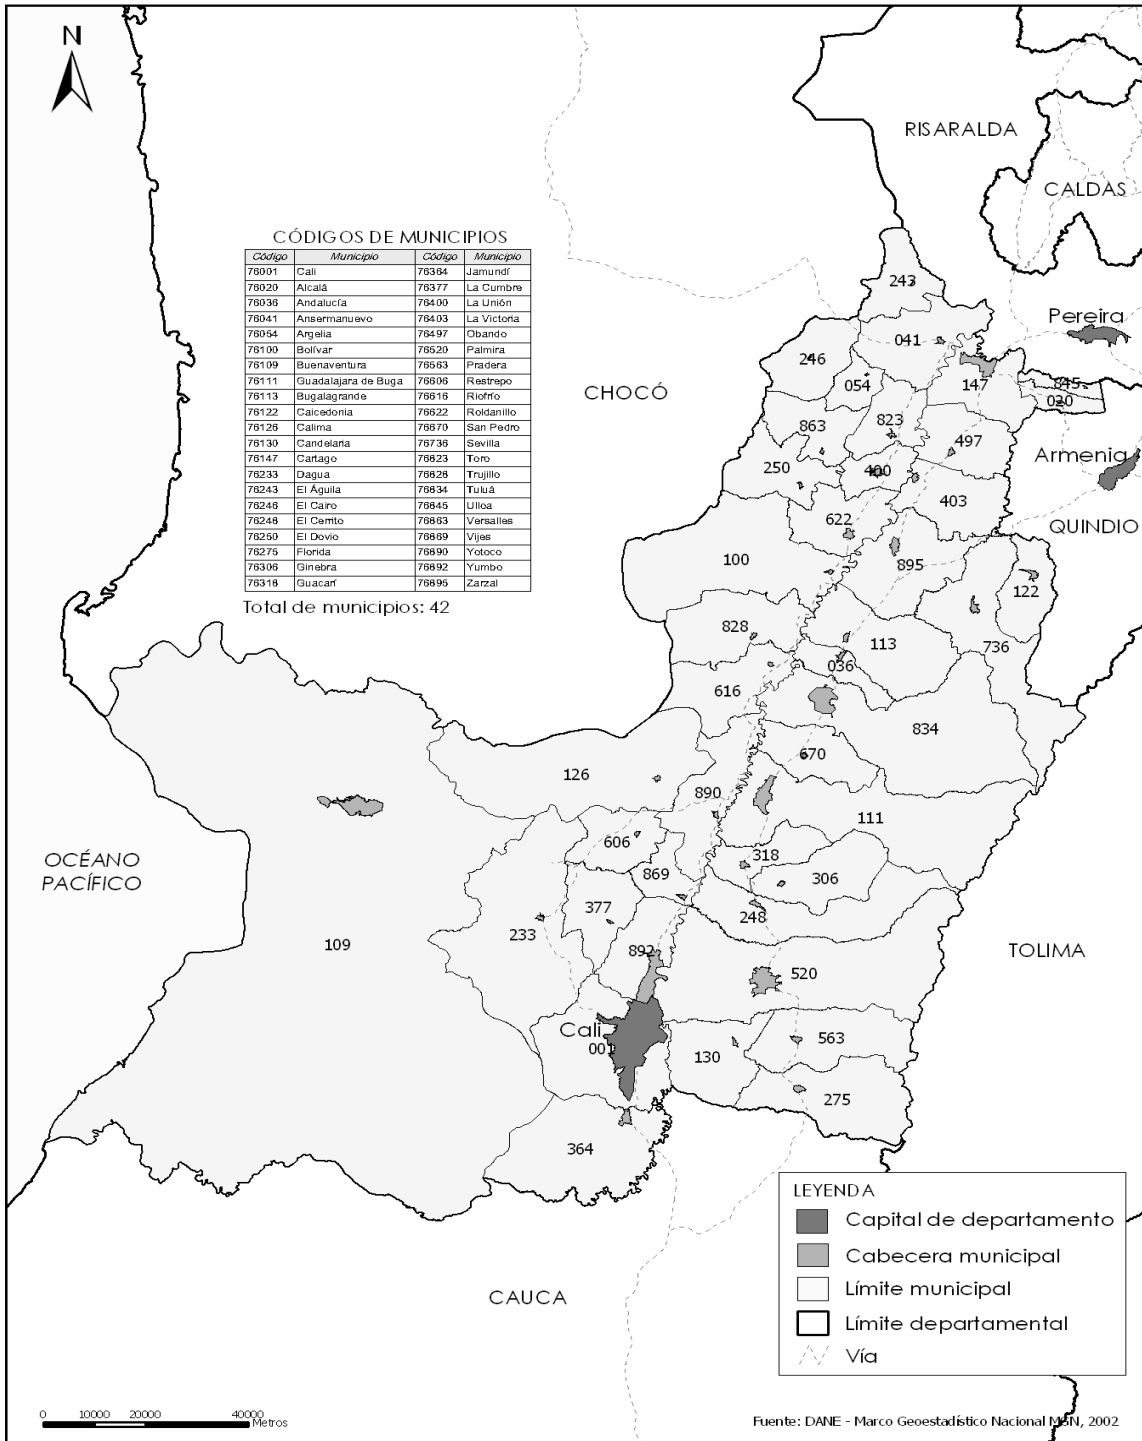 N
RISARALDA
CALDAS
CÓDIGOS DE MUNICIPIOS
Código Municipio Código Municipio
76001 Cali 76364 Jamundí
76020 Alcalá 76377 La Cumbre
76036 Andalucía 76400 La Unión
76041 Ansermanuevo 76403 La Victoria
76054 Argelia 76497 Obando
76100 Bolívar 76520 Palmira
76109 Buenaventura 76563 Pradera
76111 Guadalajara de Buga 76606 Restrepo
76113 Bugalagrande 76616 Riofrío
76122 Caicedonia 76622 Roldanillo
76126 Calima 76670 San Pedro
76130 Candelaria 76736 Sevilla
76147 Cartago 76823 Toro
76233 Dagua 76828 Trujillo
76243 El Águila 76834 Tuluá
76246 El Cairo 76845 Ulloa
76248 El Cerrito 76863 Versalles
76250 El Dovio 76869 Vijes
76275 Florida 76890 Yotoco
76306 Ginebra 76892 Yumbo
76318 Guacarí 76895 Zarzal
Total de municipios: 42
243
Pereira
041
246
054
147
845
020
CHOCÓ
863
823
497
Armenia
250
400
403
622
QUINDIO
100
895
122
828
113
736
036
616
834
670
126
890
111
OCÉANO
PACÍFICO
606
318
869
306
377
248
109
233
892
TOLIMA
520
Cali
001
130
563
275
364
CAUCA
LEYENDA
Capital de departamento
Cabecera municipal
Límite municipal
Límite departamental
Vía
0 10000 20000 40000
Metros
Fuente: DANE - Marco Geoestadístico Nacional MGN, 2002